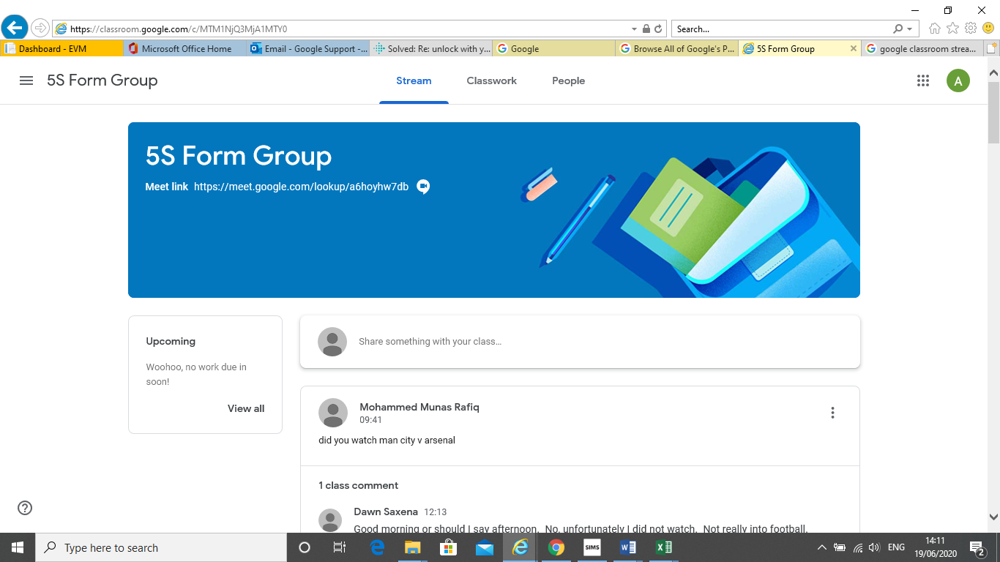 https://classroom.google.com/c/MTM1NjQ3MjA1MTY0
Search...
Dashboard - EVM
Microsoft Office Home
Email - Google Support -...
Solved: Re: unlock with y...
Google
Browse All of Google's P...
5S Form Group
google classroom strea...
5S Form Group
Stream
Classwork
People
A
5S Form Group
Meet link https://meet.google.com/lookup/a6hoyhw7db
Upcoming
Woohoo, no work due in
soon!
View all
Share something with your class...
Mohammed Munas Rafiq
09:41
did you watch man city v arsenal
1 class comment
Dawn Saxena 12:13
Good morning or should I say afternoon. No, unfortunately I did not watch. Not really into football.
Type here to search
SIMS
ENG
14:11
19/06/2020
2